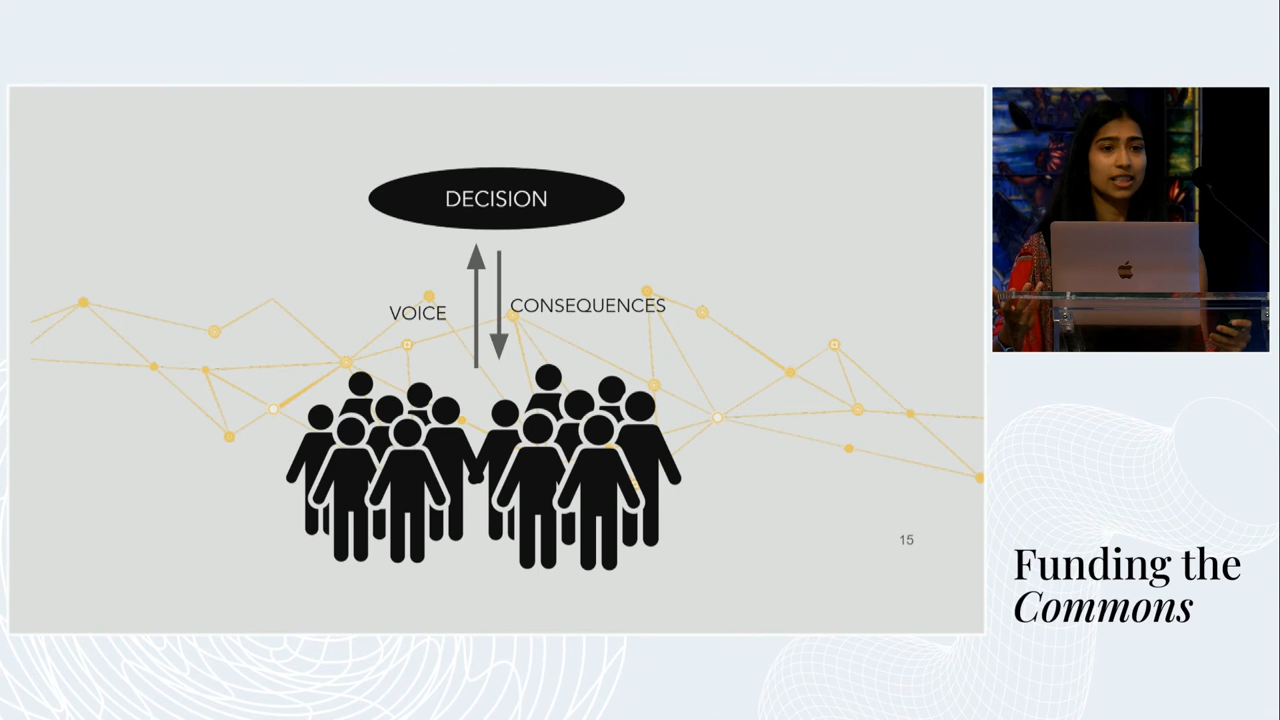 DECISION
VOICE
CONSEQUENCES
15
Funding the
Commons